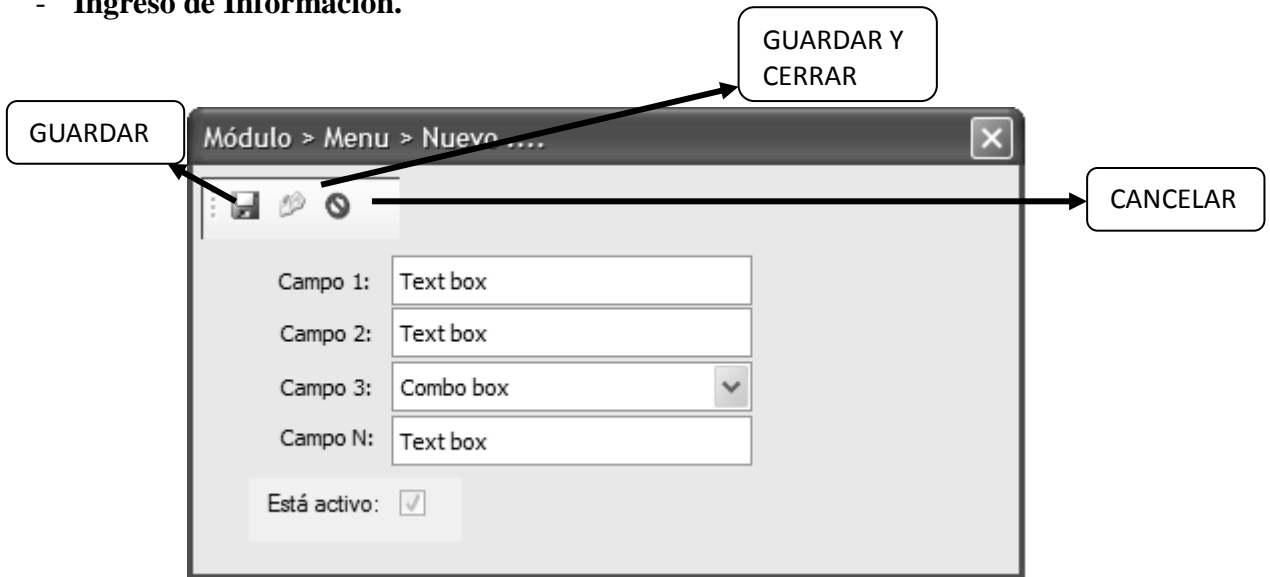 - Ingreso de Información.
GUARDAR Y
CERRAR
GUARDAR
Módulo > Menu > Nuevo ....
CANCELAR
Campo 1: Text box
Campo 2: Text box
Campo 3: Combo box
Campo N: Text box
Está activo: